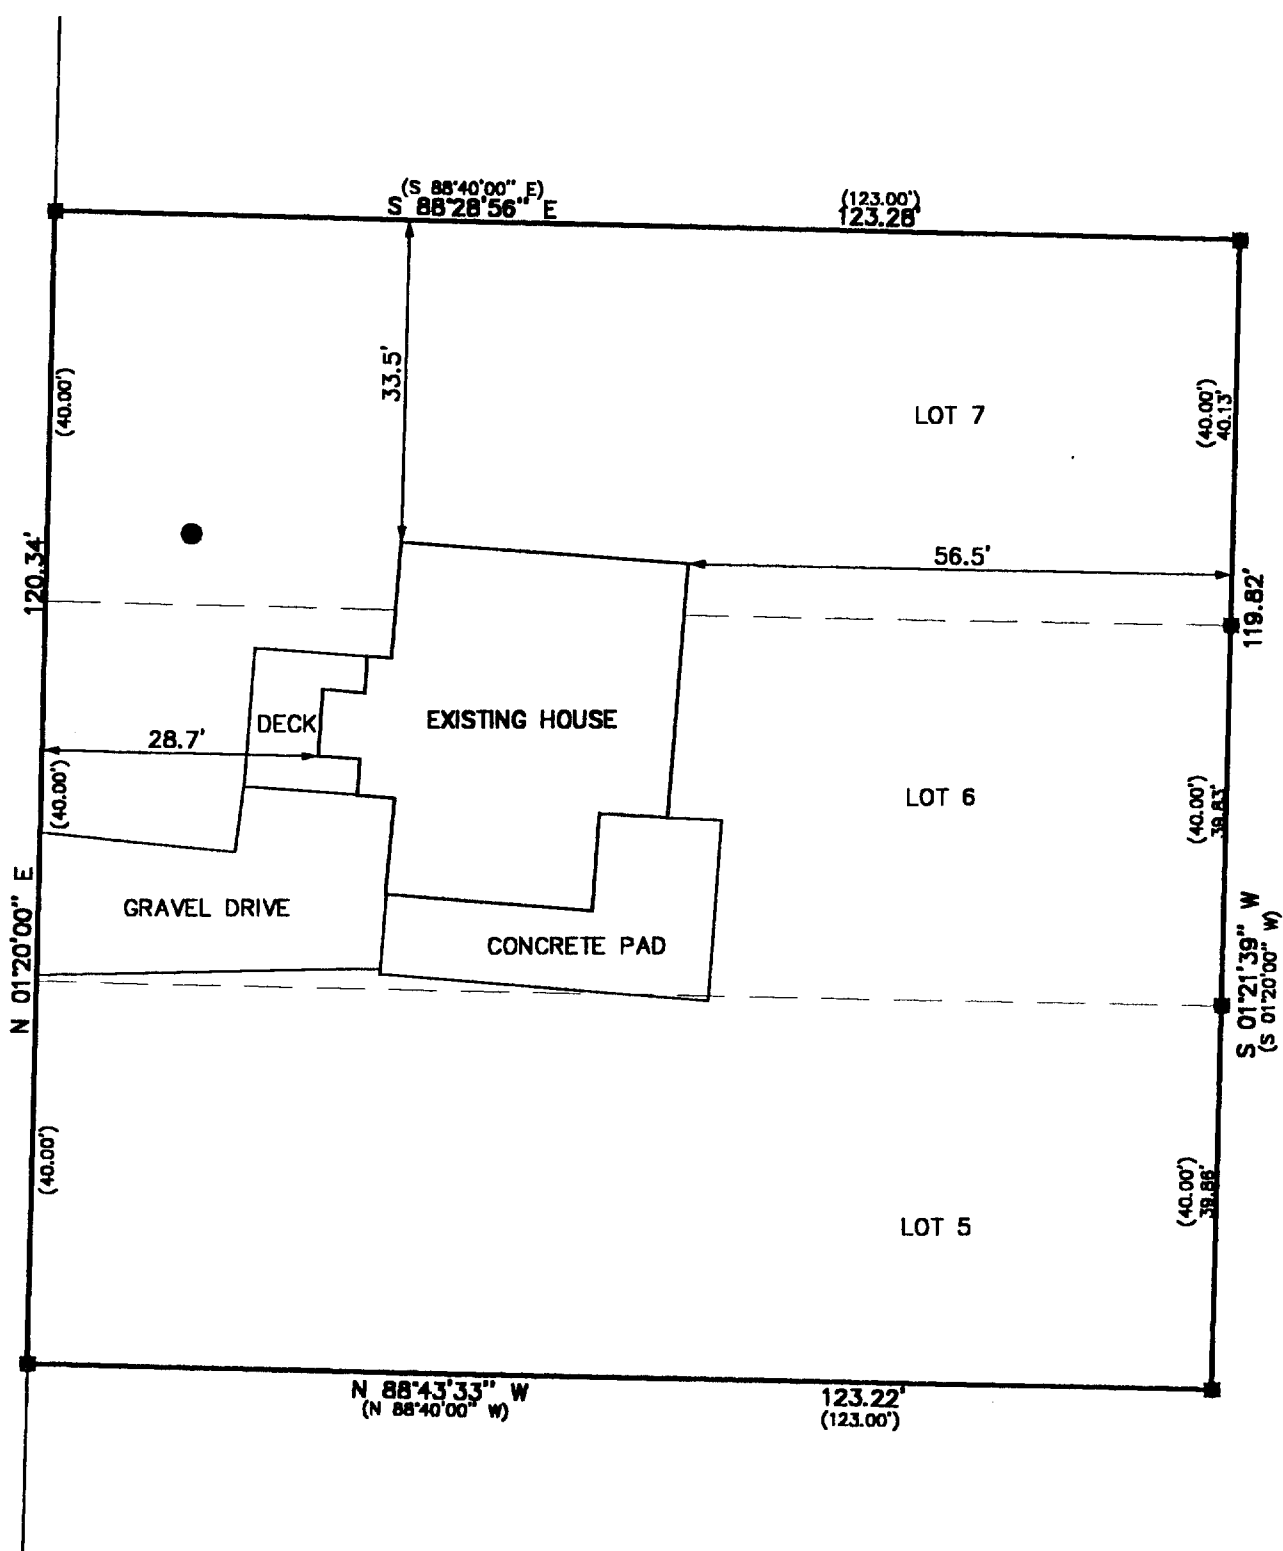 (S 88°40'00" E)
S 88°28'56" E
(123.00')
123.28'
(40.00')
33.5'
LOT 7
(40.00')
40.13'
120.34'
56.5'
119.82'
DECK
EXISTING HOUSE
28.7'
(40.00')
LOT 6
(40.00')
39.83'
N 01°20'00" E
GRAVEL DRIVE
CONCRETE PAD
S 01°21'39" W
(S 01°20'00" W)
(40.00')
LOT 5
(40.00')
39.86'
N 88°43'33" W
(N 88°40'00" W)
123.22'
(123.00')